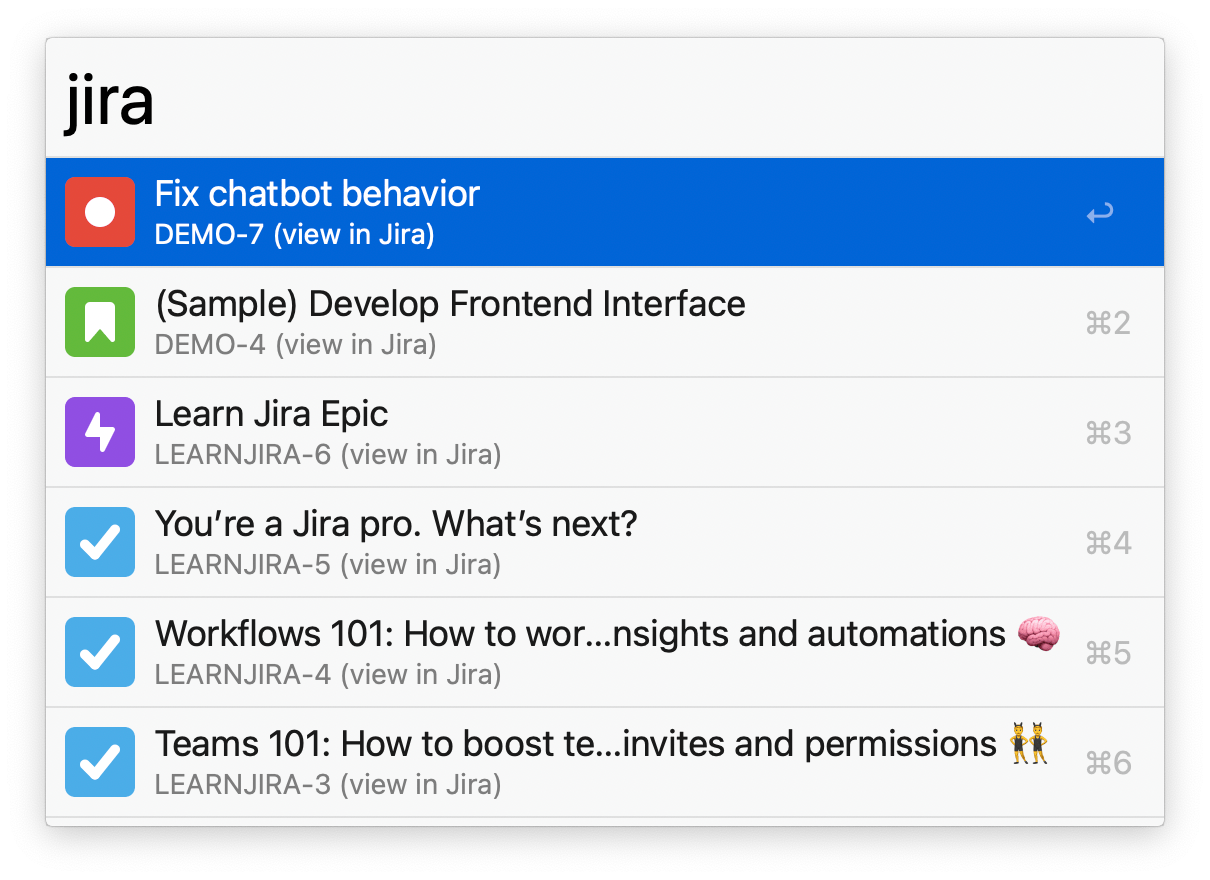 jira
Fix chatbot behavior
DEMO-7 (view in Jira)
(Sample) Develop Frontend Interface
DEMO-4 (view in Jira)
⌘2
Learn Jira Epic
LEARNJIRA-6 (view in Jira)
⌘3
You’re a Jira pro. What’s next?
LEARNJIRA-5 (view in Jira)
⌘4
Workflows 101: How to wor...nsights and automations 🧠
LEARNJIRA-4 (view in Jira)
⌘5
Teams 101: How to boost te...invites and permissions 👯
LEARNJIRA-3 (view in Jira)
⌘6